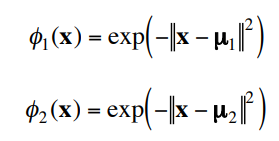 ϕ₁(x) = exp(−‖x − μ₁‖²)
ϕ₂(x) = exp(−‖x − μ₂‖²)